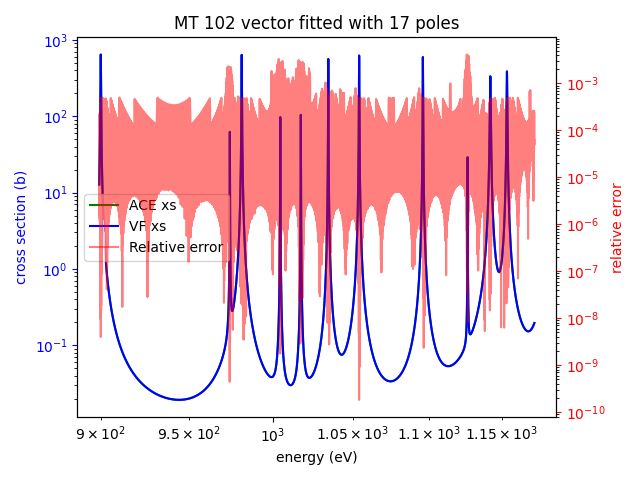 MT 102 vector fitted with 17 poles
10³
10²
10¹
10⁰
10⁻¹
cross section (b)
ACE xs
VF xs
Relative error
10⁻³
10⁻⁴
10⁻⁵
10⁻⁶
10⁻⁷
10⁻⁸
10⁻⁹
10⁻¹⁰
relative error
9 × 10² 9.5 × 10² 10³ 1.05 × 10³ 1.1 × 10³ 1.15 × 10³
energy (eV)